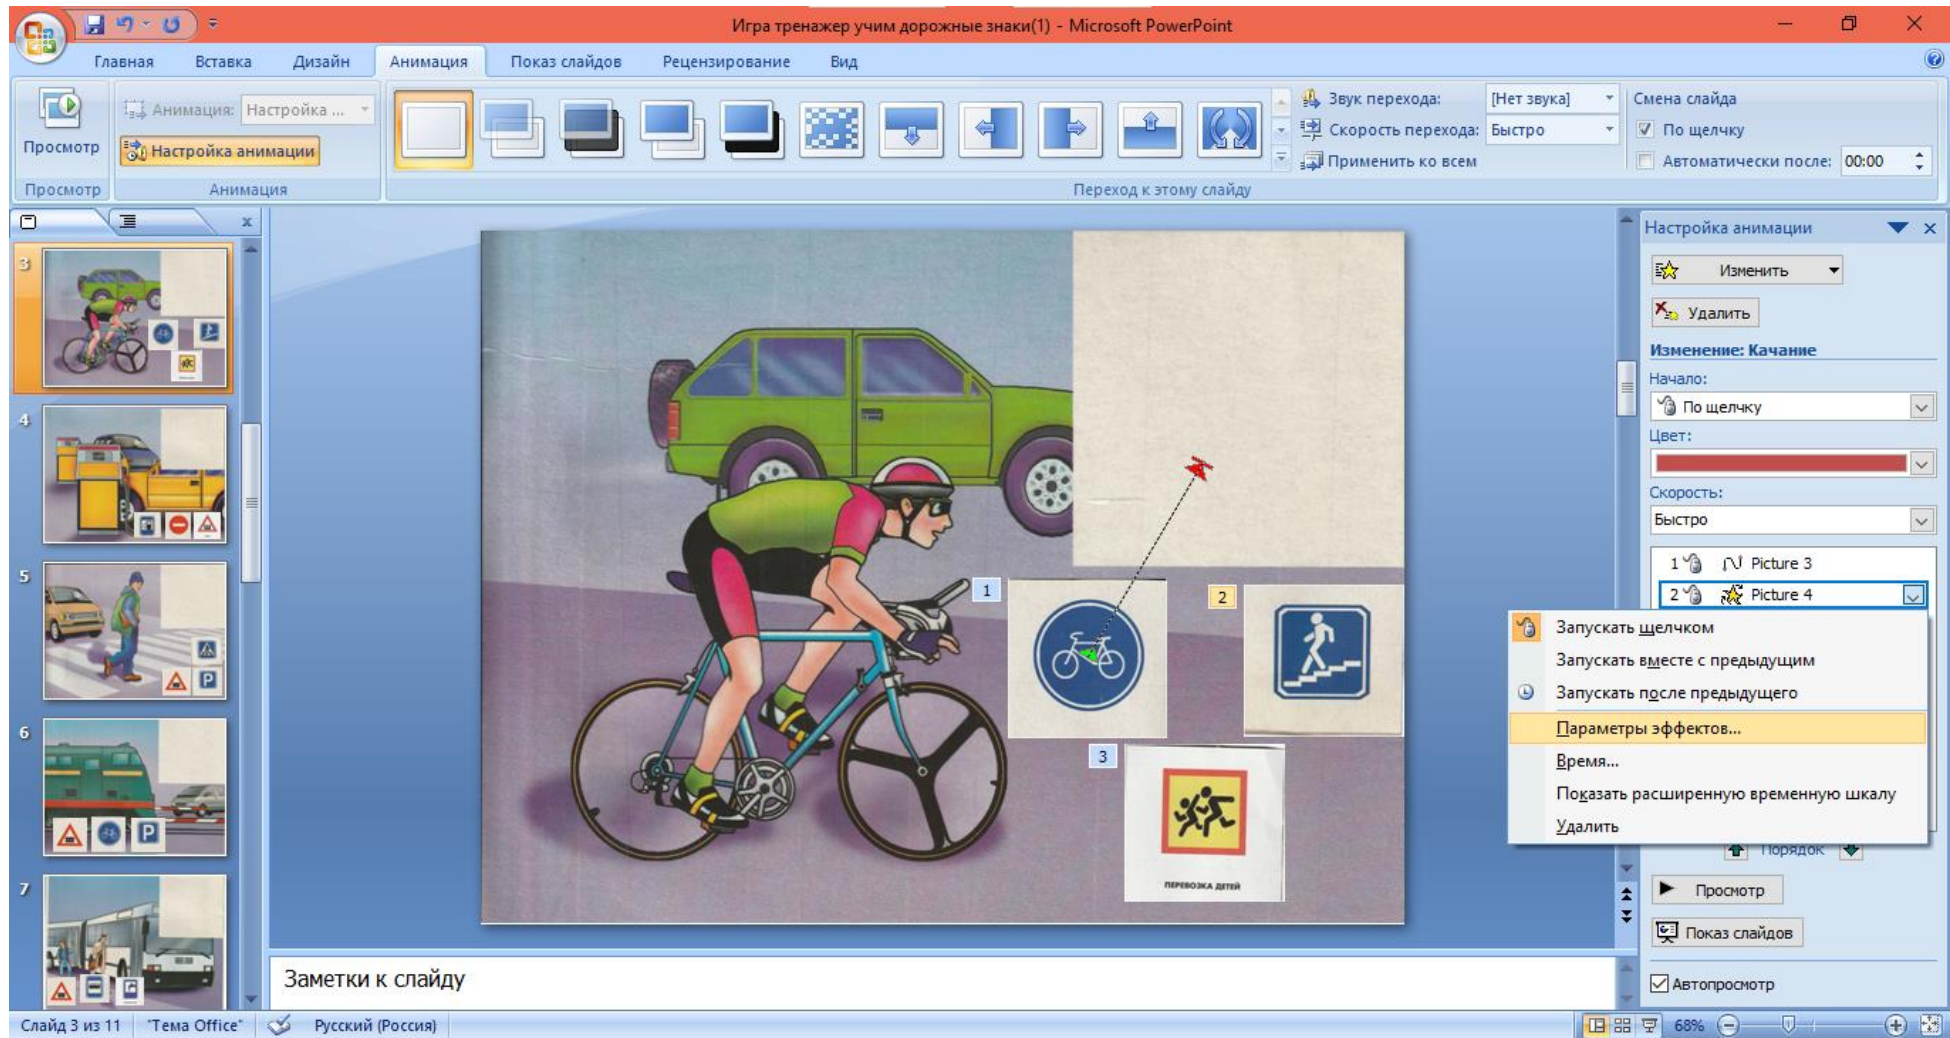 Игра тренажер учим дорожные знаки(1) - Microsoft PowerPoint
Главная Вставка Дизайн Анимация Показ слайдов Рецензирование Вид
Просмотр
Анимация: Настройка ...
Настройка анимации
Звук перехода: [Нет звука]
Скорость перехода: Быстро
Применить ко всем
Смена слайда
По щелчку
Автоматически после: 00:00
Просмотр Анимация Переход к этому слайду
3
4
5
6
7
1
2
3
ПЕРЕВОЗКА ДЕТЕЙ
Заметки к слайду
Настройка анимации
Изменить
Удалить
Изменение: Качание
Начало:
По щелчку
Цвет:
Скорость:
Быстро
1 Picture 3
2 Picture 4
Запускать щелчком
Запускать вместе с предыдущим
Запускать после предыдущего
Параметры эффектов...
Время...
Показать расширенную временную шкалу
Удалить
Порядок
Просмотр
Показ слайдов
Автопросмотр
Слайд 3 из 11 "Тема Office" Русский (Россия) 68%